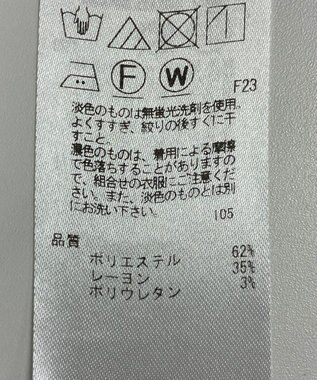 F
W
F23
淡色のものは無蛍光洗剤を使用。
よくすすぎ、絞りの後すぐに干
すこと。
濃色のものは、着用による摩擦
で色落ちすることがありますの
で、組合せの衣服にご注意くだ
さい。また、淡色のものとは別
にお洗い下さい。
105
品質
ポリエステル 62%
レーヨン 35%
ポリウレタン 3%